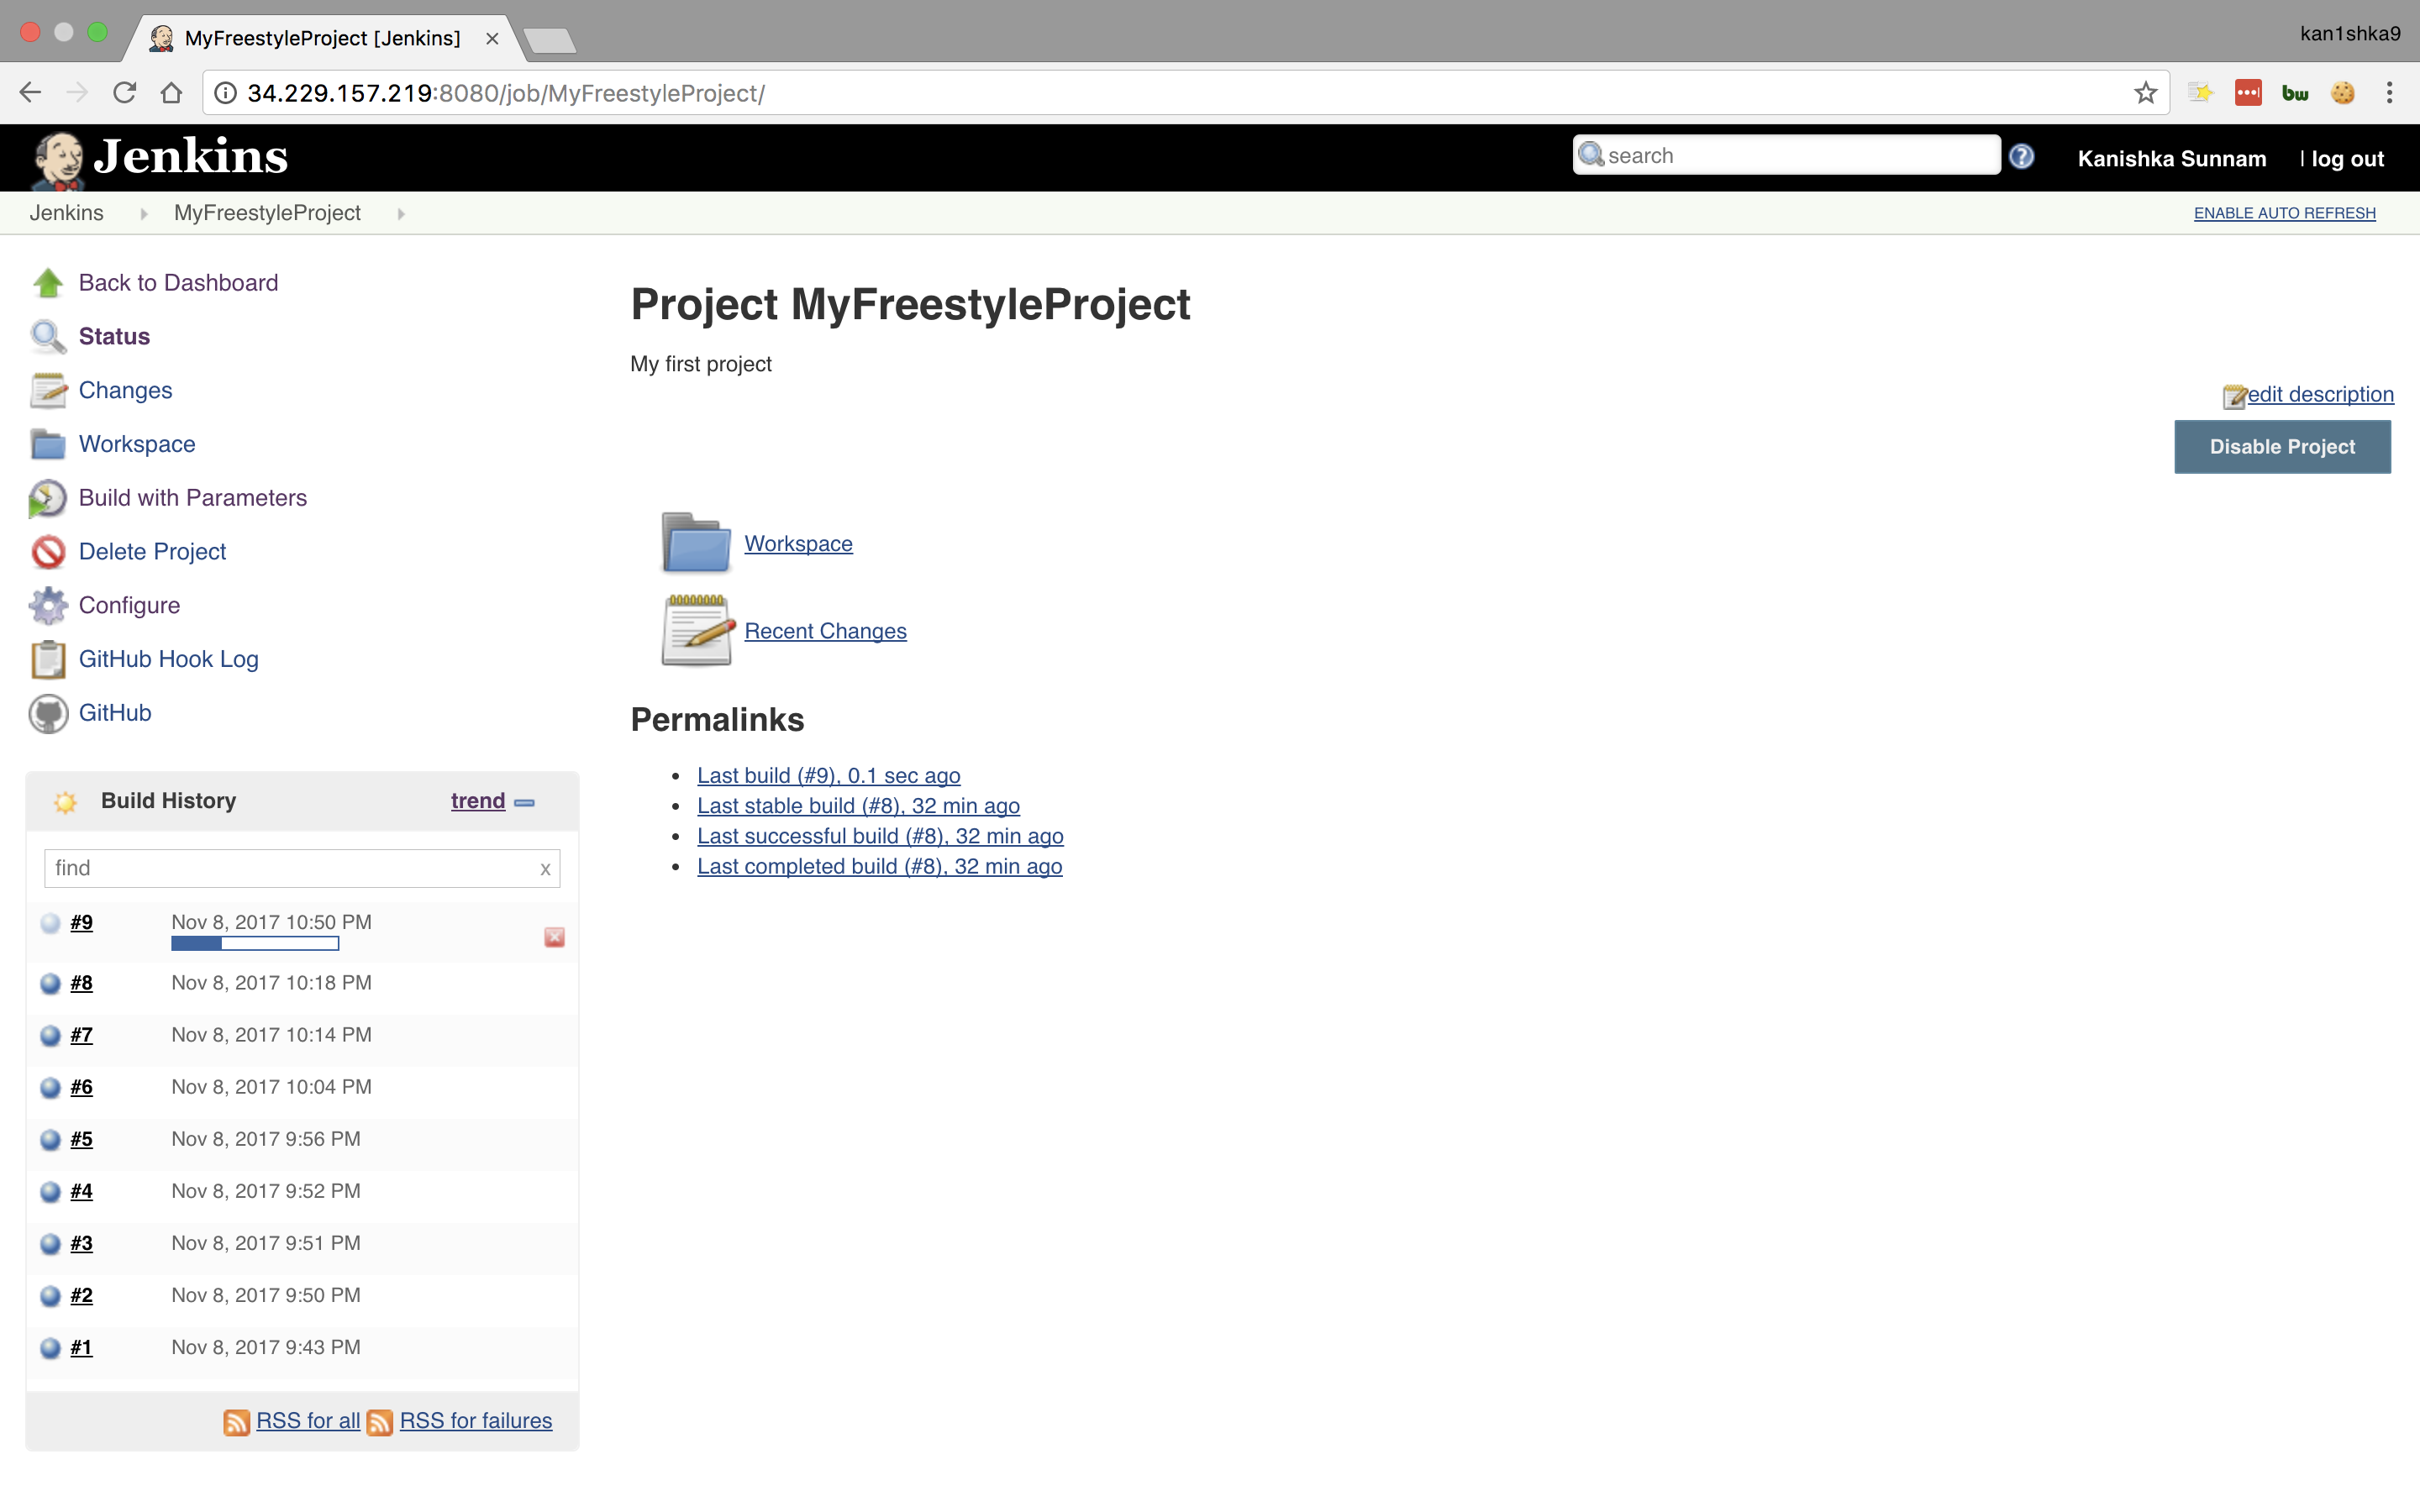 MyFreestyleProject [Jenkins]
kan1shka9
34.229.157.219:8080/job/MyFreestyleProject/
bw
Jenkins
search
Kanishka Sunnam
| log out
Jenkins
MyFreestyleProject
ENABLE AUTO REFRESH
Back to Dashboard
Status
Changes
Workspace
Build with Parameters
Delete Project
Configure
GitHub Hook Log
GitHub
Project MyFreestyleProject
My first project
edit description
Disable Project
Workspace
Recent Changes
Permalinks
Last build (#9), 0.1 sec ago
Last stable build (#8), 32 min ago
Last successful build (#8), 32 min ago
Last completed build (#8), 32 min ago
Build History
trend
find
x
#9 Nov 8, 2017 10:50 PM
#8 Nov 8, 2017 10:18 PM
#7 Nov 8, 2017 10:14 PM
#6 Nov 8, 2017 10:04 PM
#5 Nov 8, 2017 9:56 PM
#4 Nov 8, 2017 9:52 PM
#3 Nov 8, 2017 9:51 PM
#2 Nov 8, 2017 9:50 PM
#1 Nov 8, 2017 9:43 PM
RSS for all
RSS for failures